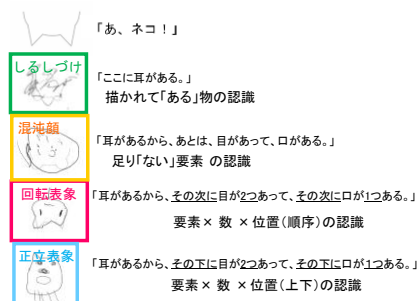 「あ、ネコ！」
しるしづけ
「ここに耳がある。」
描かれて「ある」物の認識
混沌顔
「耳があるから、あとは、目があって、口がある。」
足り「ない」要素 の認識
回転表象
「耳があるから、その次に目が2つあって、その次に口が1つある。」
要素× 数 ×位置（順序）の認識
正立表象
「耳があるから、その下に目が2つあって、その下に口が1つある。」
要素× 数 ×位置（上下）の認識